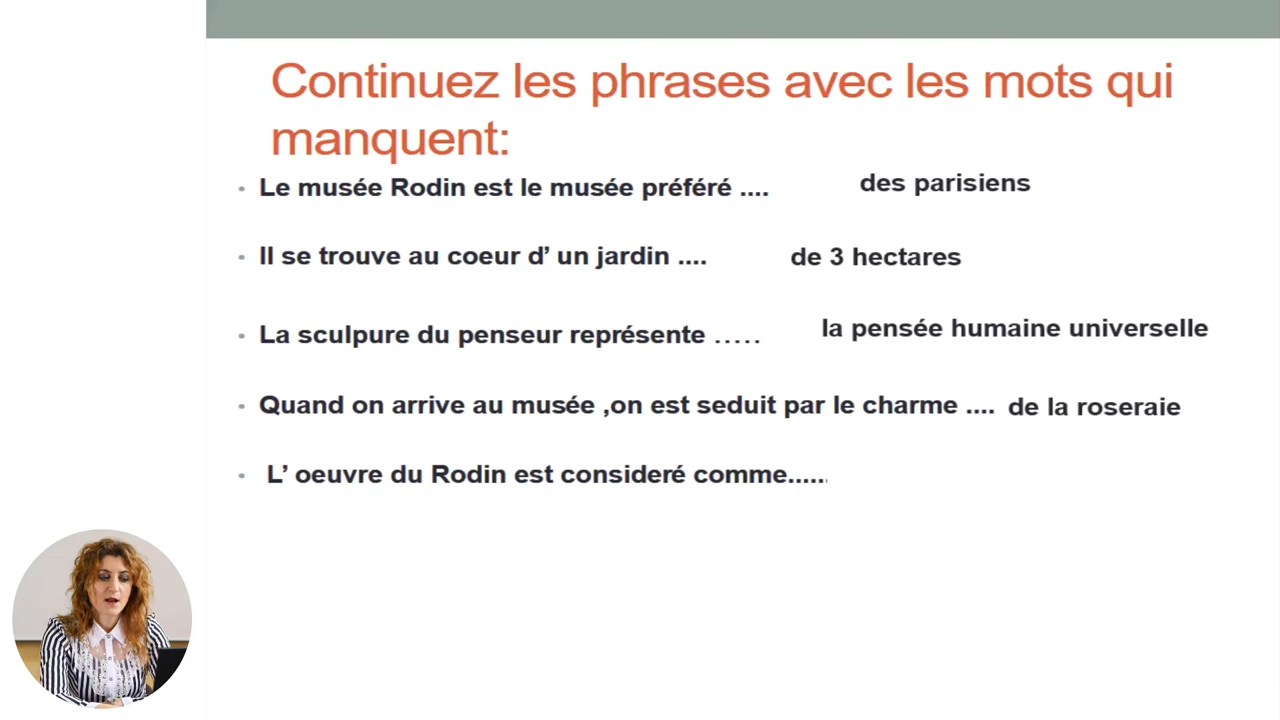 Continuez les phrases avec les mots qui
manquent:
• Le musée Rodin est le musée préféré .... des parisiens
• Il se trouve au coeur d’ un jardin .... de 3 hectares
• La sculpure du penseur représente ..... la pensée humaine universelle
• Quand on arrive au musée ,on est seduit par le charme .... de la roseraie
• L’ oeuvre du Rodin est consideré comme......